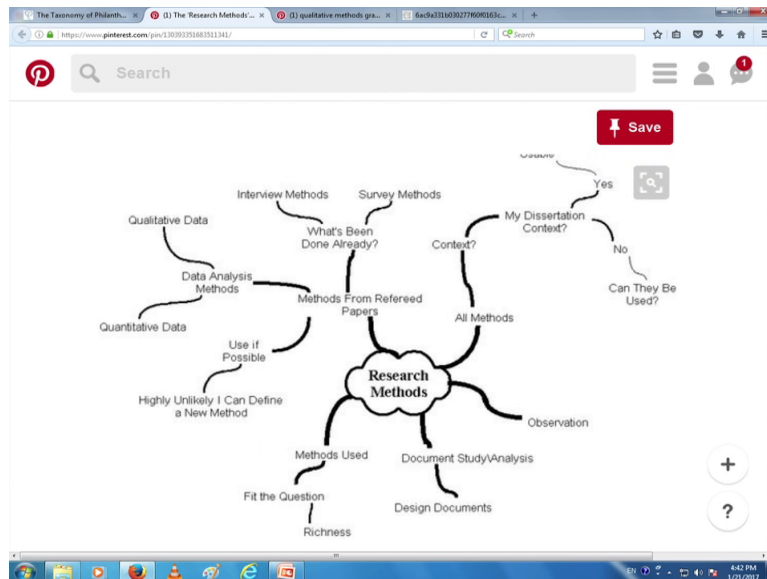 The Taxonomy of Philanth...
(1) The 'Research Methods'...
(1) qualitative methods gra...
6ac9a331b030277f60f0163c...
https://www.pinterest.com/pin/130393351683511341/
Search
Search
1
Save
Usable
Yes
Interview Methods
Survey Methods
Qualitative Data
What's Been
Done Already?
My Dissertation
Context?
Context?
No
Data Analysis
Methods
Methods From Refereed
Papers
Can They Be
Used?
All Methods
Quantitative Data
Use if
Possible
Research
Methods
Highly Unlikely I Can Define
a New Method
Observation
Methods Used
Document Study\Analysis
Fit the Question
Design Documents
Richness
+
?
EN
4:42 PM
1/21/2017